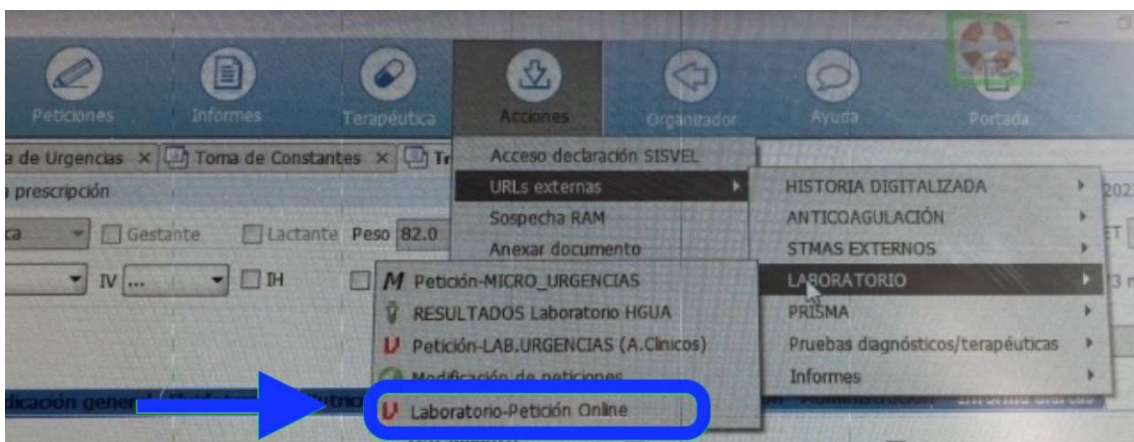 Peticiones Informes Terapéutica Acciones Organizador Ayuda Portada
a de Urgencias × Toma de Constantes × Tr
Acceso declaración SISVEL
prescripción
URLs externas
HISTORIA DIGITALIZADA
Gestante Lactante Peso 82.0
Sospecha RAM
ANTICOAGULACIÓN
Anexar documento
STMAS EXTERNOS
IV ... IH
M Petición-MICRO_URGENCIAS
LABORATORIO
RESULTADOS Laboratorio HGUA
PRISMA
Petición-LAB.URGENCIAS (A.Clinicos)
Pruebas diagnósticos/terapéuticas
Modificación de peticiones
Informes
Laboratorio-Petición Online